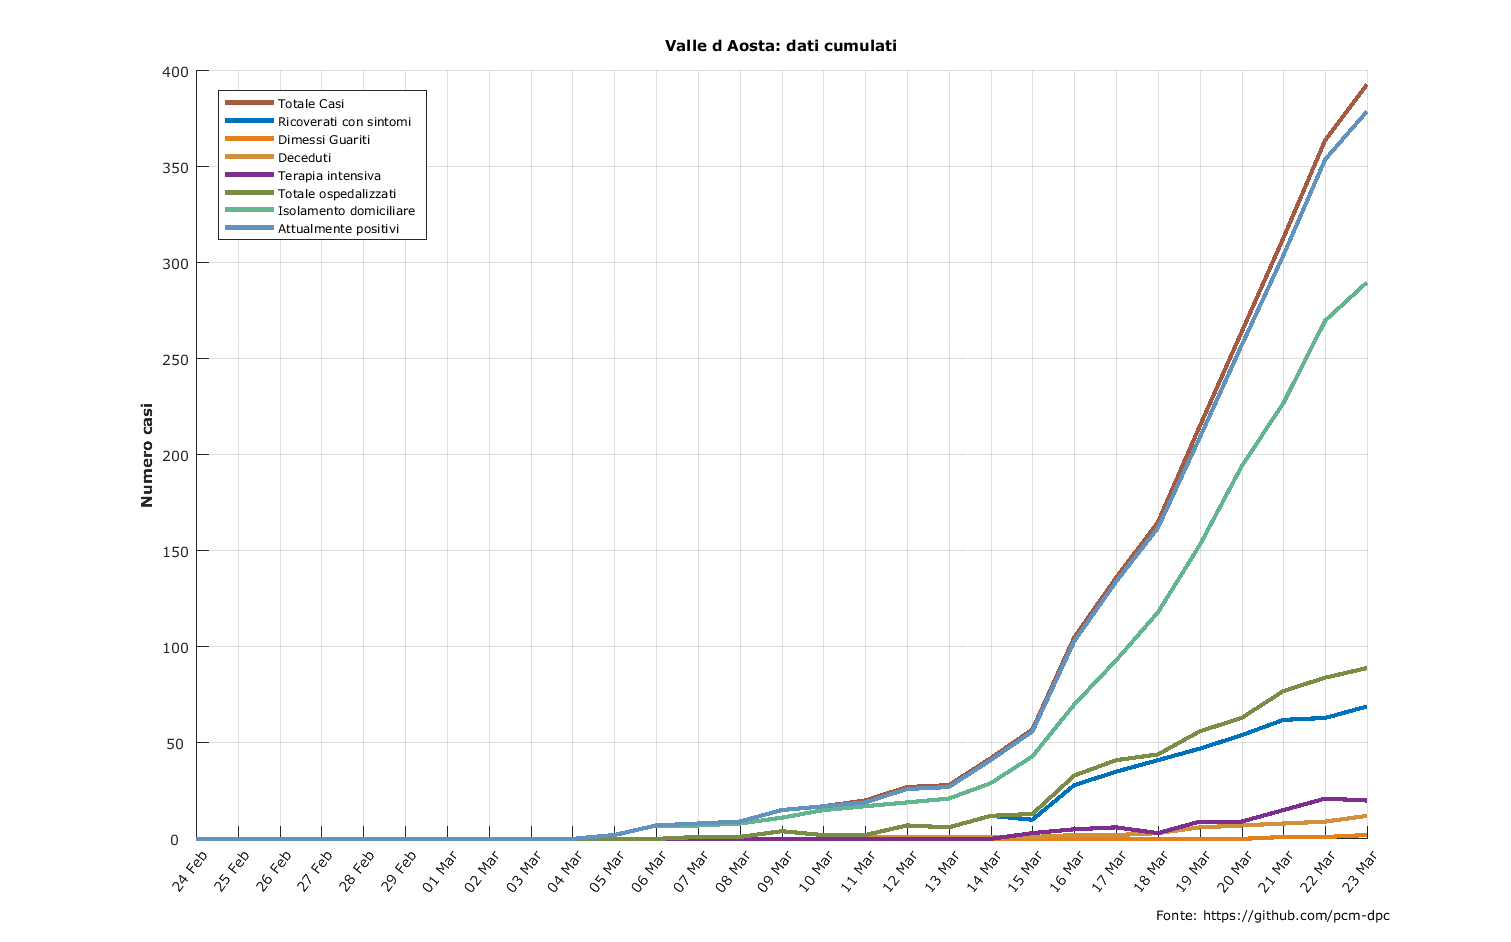 Valle d Aosta: dati cumulati
400
350
300
250
200
150
100
50
0
Numero casi
Totale Casi
Ricoverati con sintomi
Dimessi Guariti
Deceduti
Terapia intensiva
Totale ospedalizzati
Isolamento domiciliare
Attualmente positivi
24 Feb
25 Feb
26 Feb
27 Feb
28 Feb
29 Feb
01 Mar
02 Mar
03 Mar
04 Mar
05 Mar
06 Mar
07 Mar
08 Mar
09 Mar
10 Mar
11 Mar
12 Mar
13 Mar
14 Mar
15 Mar
16 Mar
17 Mar
18 Mar
19 Mar
20 Mar
21 Mar
22 Mar
23 Mar
Fonte: https://github.com/pcm-dpc